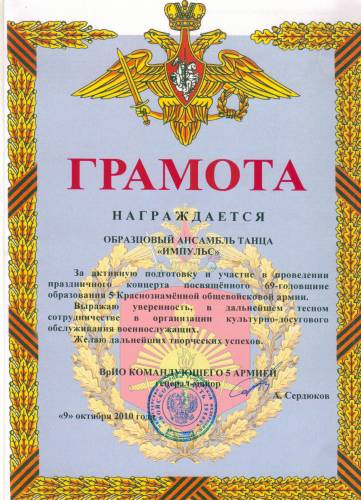 ГРАМОТА
НАГРАЖДАЕТСЯ
ОБРАЗЦОВЫЙ АНСАМБЛЬ ТАНЦА
«ИМПУЛЬС»
За активную подготовку и участие в проведении
праздничного концерта посвящённого 69-годовщине
образования 5 Краснознамённой общевойсковой армии.
Выражаю уверенность, в дальнейшем тесном
сотрудничестве в организации культурно-досугового
обслуживания военнослужащих.
Желаю дальнейших творческих успехов.
ВрИО КОМАНДУЮЩЕГО 5 АРМИЕЙ
генерал-майор
А. Сердюков
«9» октября 2010 года